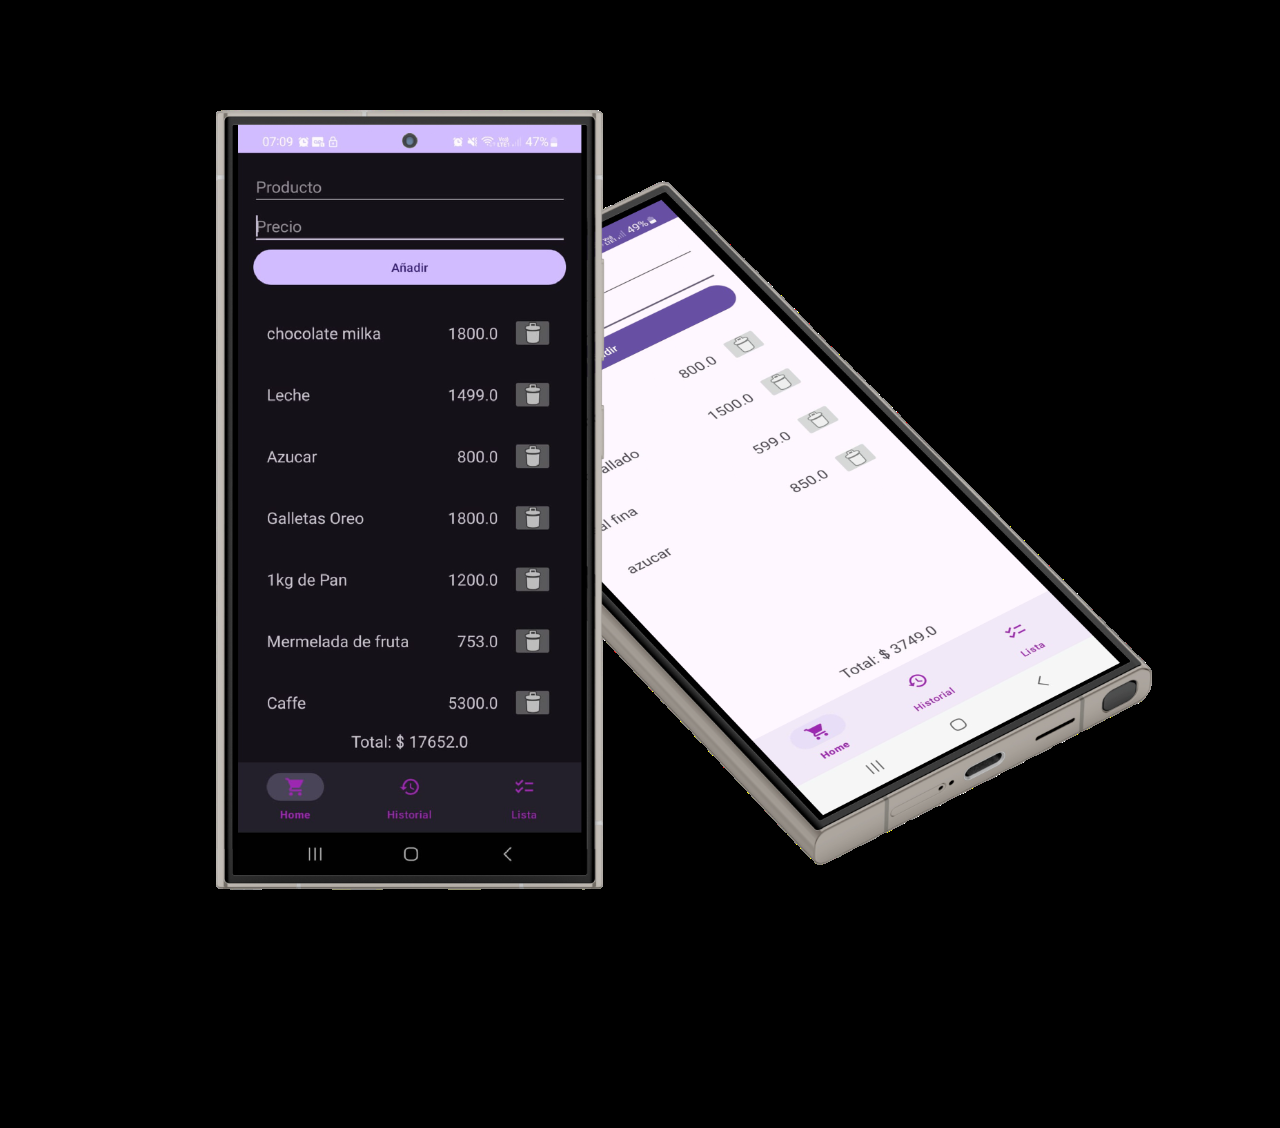 07:09
47%
Producto
Precio
Añadir
chocolate milka 1800.0
Leche 1499.0
Azucar 800.0
Galletas Oreo 1800.0
1kg de Pan 1200.0
Mermelada de fruta 753.0
Caffe 5300.0
Total: $ 17652.0
Home Historial Lista
49%
dir
800.0
1500.0
allado 599.0
al fina 850.0
azucar
Total: $ 3749.0
Home Historial Lista